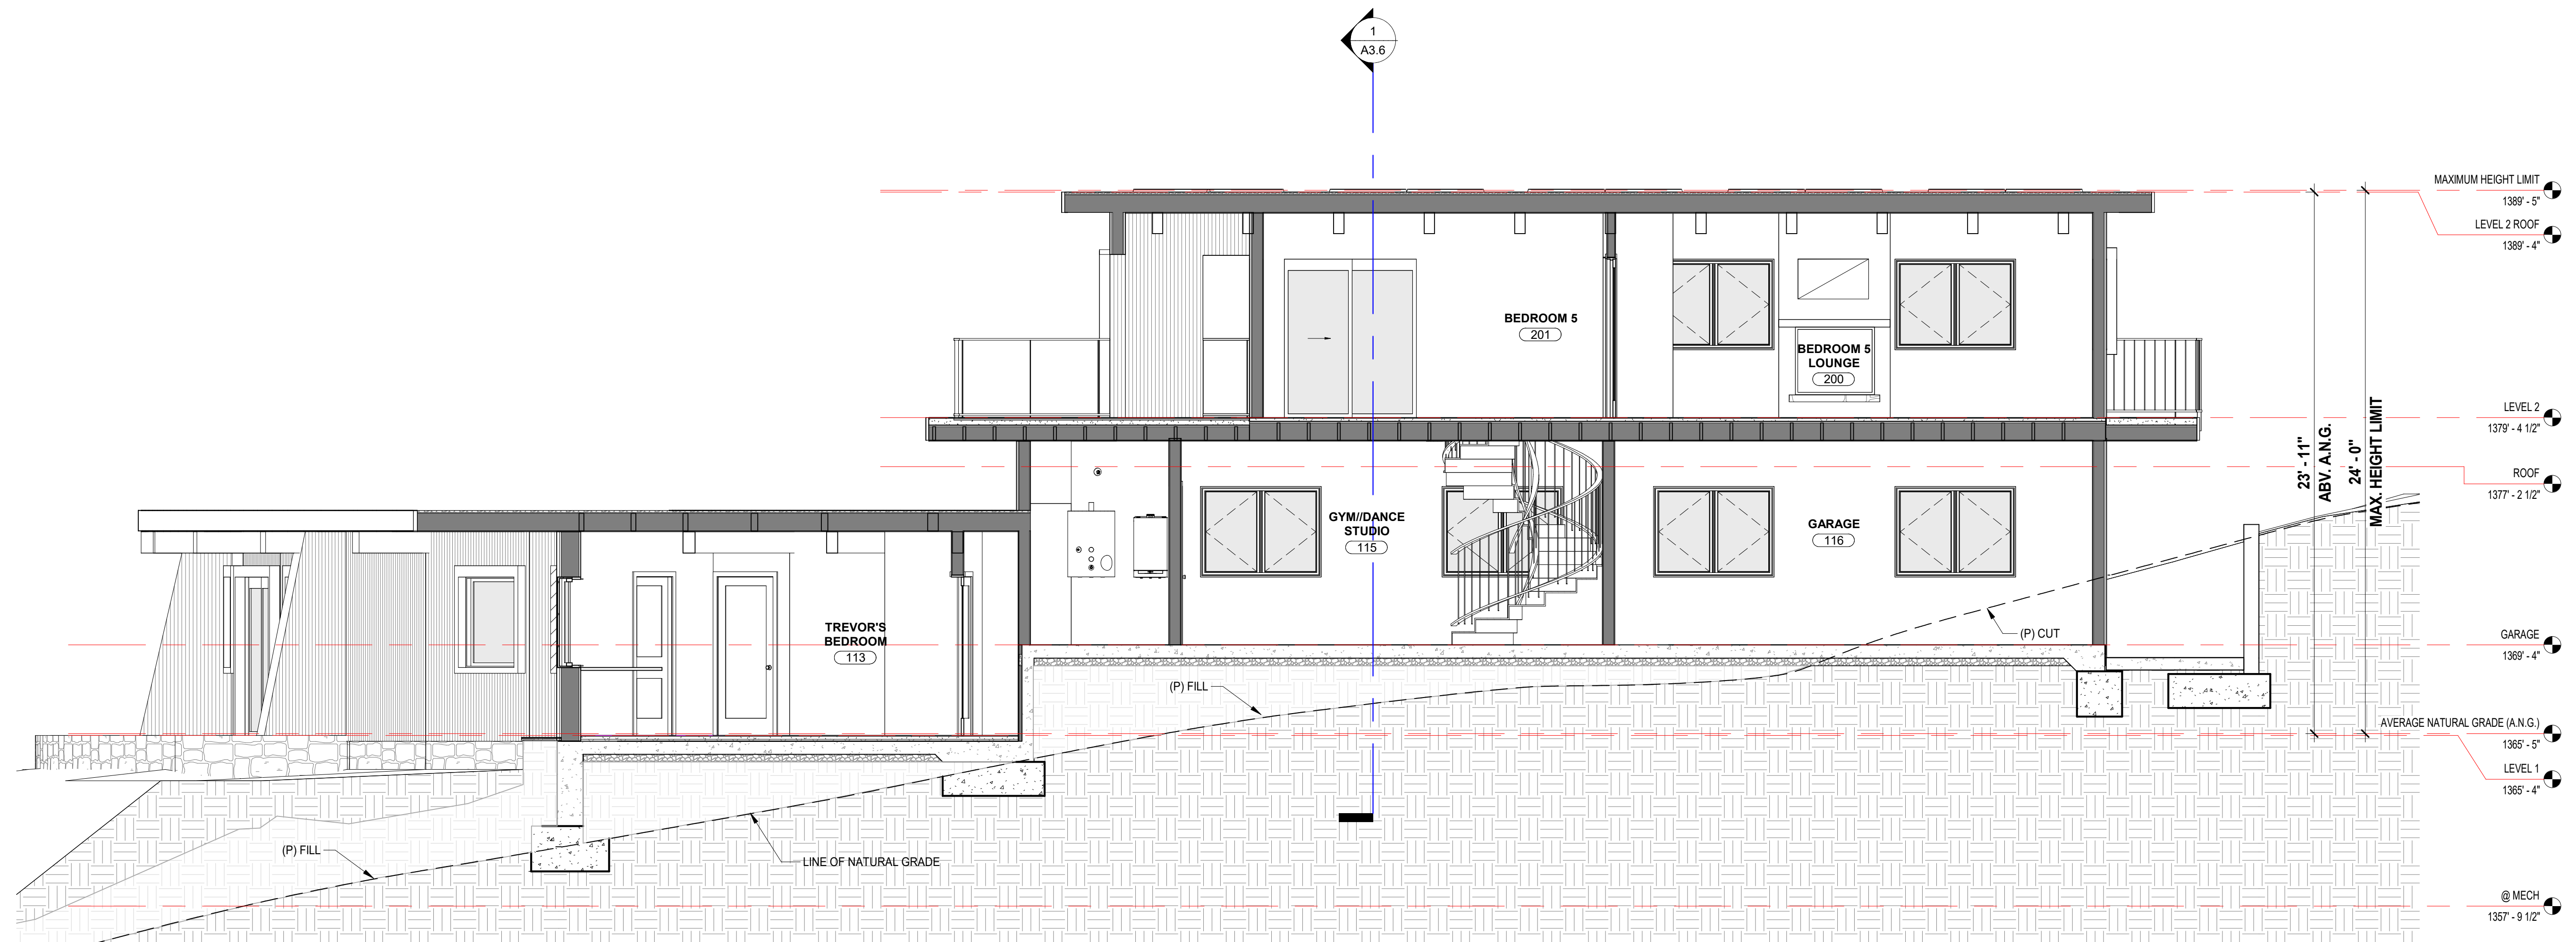 1
A3.6
MAXIMUM HEIGHT LIMIT
1389' - 5"
LEVEL 2 ROOF
1389' - 4"
BEDROOM 5
201
BEDROOM 5
LOUNGE
200
LEVEL 2
1379' - 4 1/2"
23' - 11"
ABV. A.N.G.
24' - 0"
MAX. HEIGHT LIMIT
ROOF
1377' - 2 1/2"
GYM//DANCE
STUDIO
115
GARAGE
116
TREVOR'S
BEDROOM
113
(P) CUT
GARAGE
1369' - 4"
(P) FILL
AVERAGE NATURAL GRADE (A.N.G.)
1365' - 5"
LEVEL 1
1365' - 4"
(P) FILL
LINE OF NATURAL GRADE
@ MECH
1357' - 9 1/2"